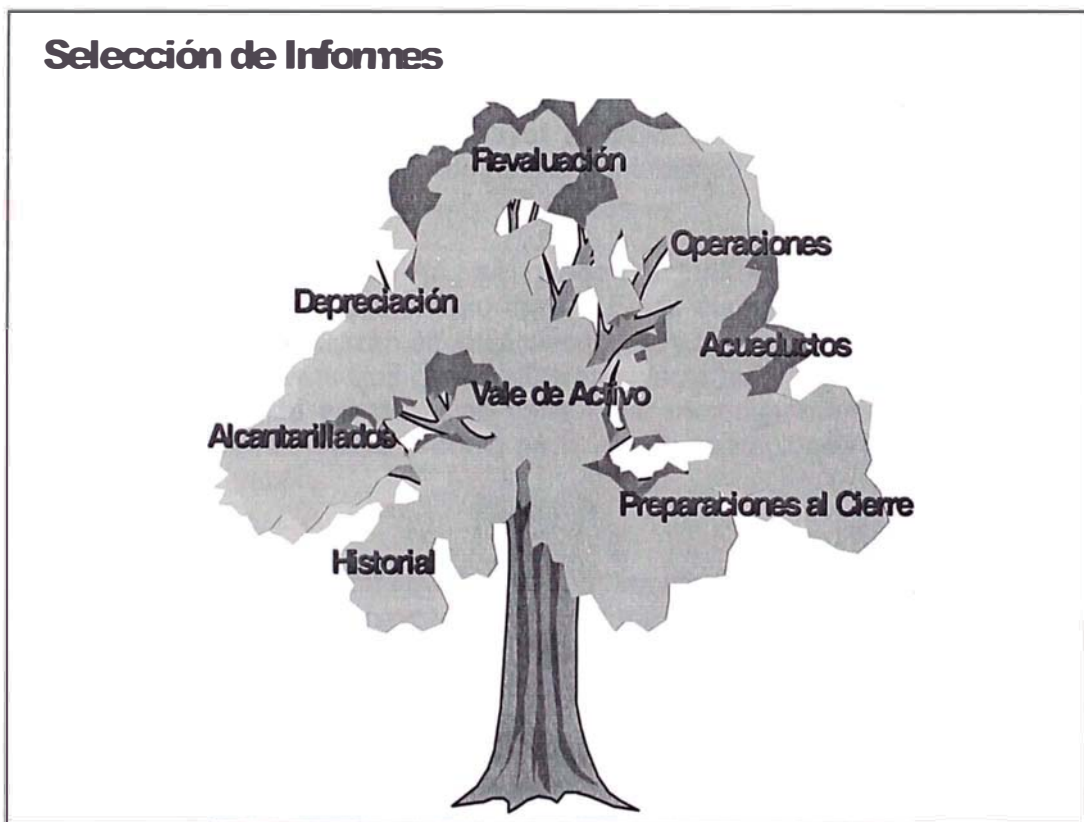 Selección de Informes
Revaluación
Operaciones
Depreciación
Acueductos
Vale de Activo
Alcantarillados
Preparaciones al Cierre
Historial